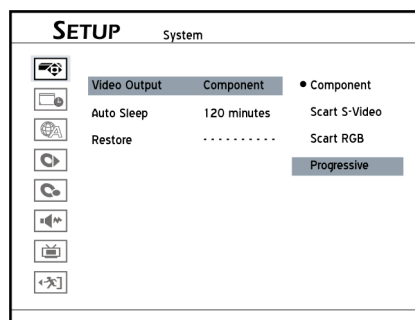 SETUP System
Video Output Component • Component
Auto Sleep 120 minutes Scart S-Video
Restore - - - - - - - - - - Scart RGB
Progressive